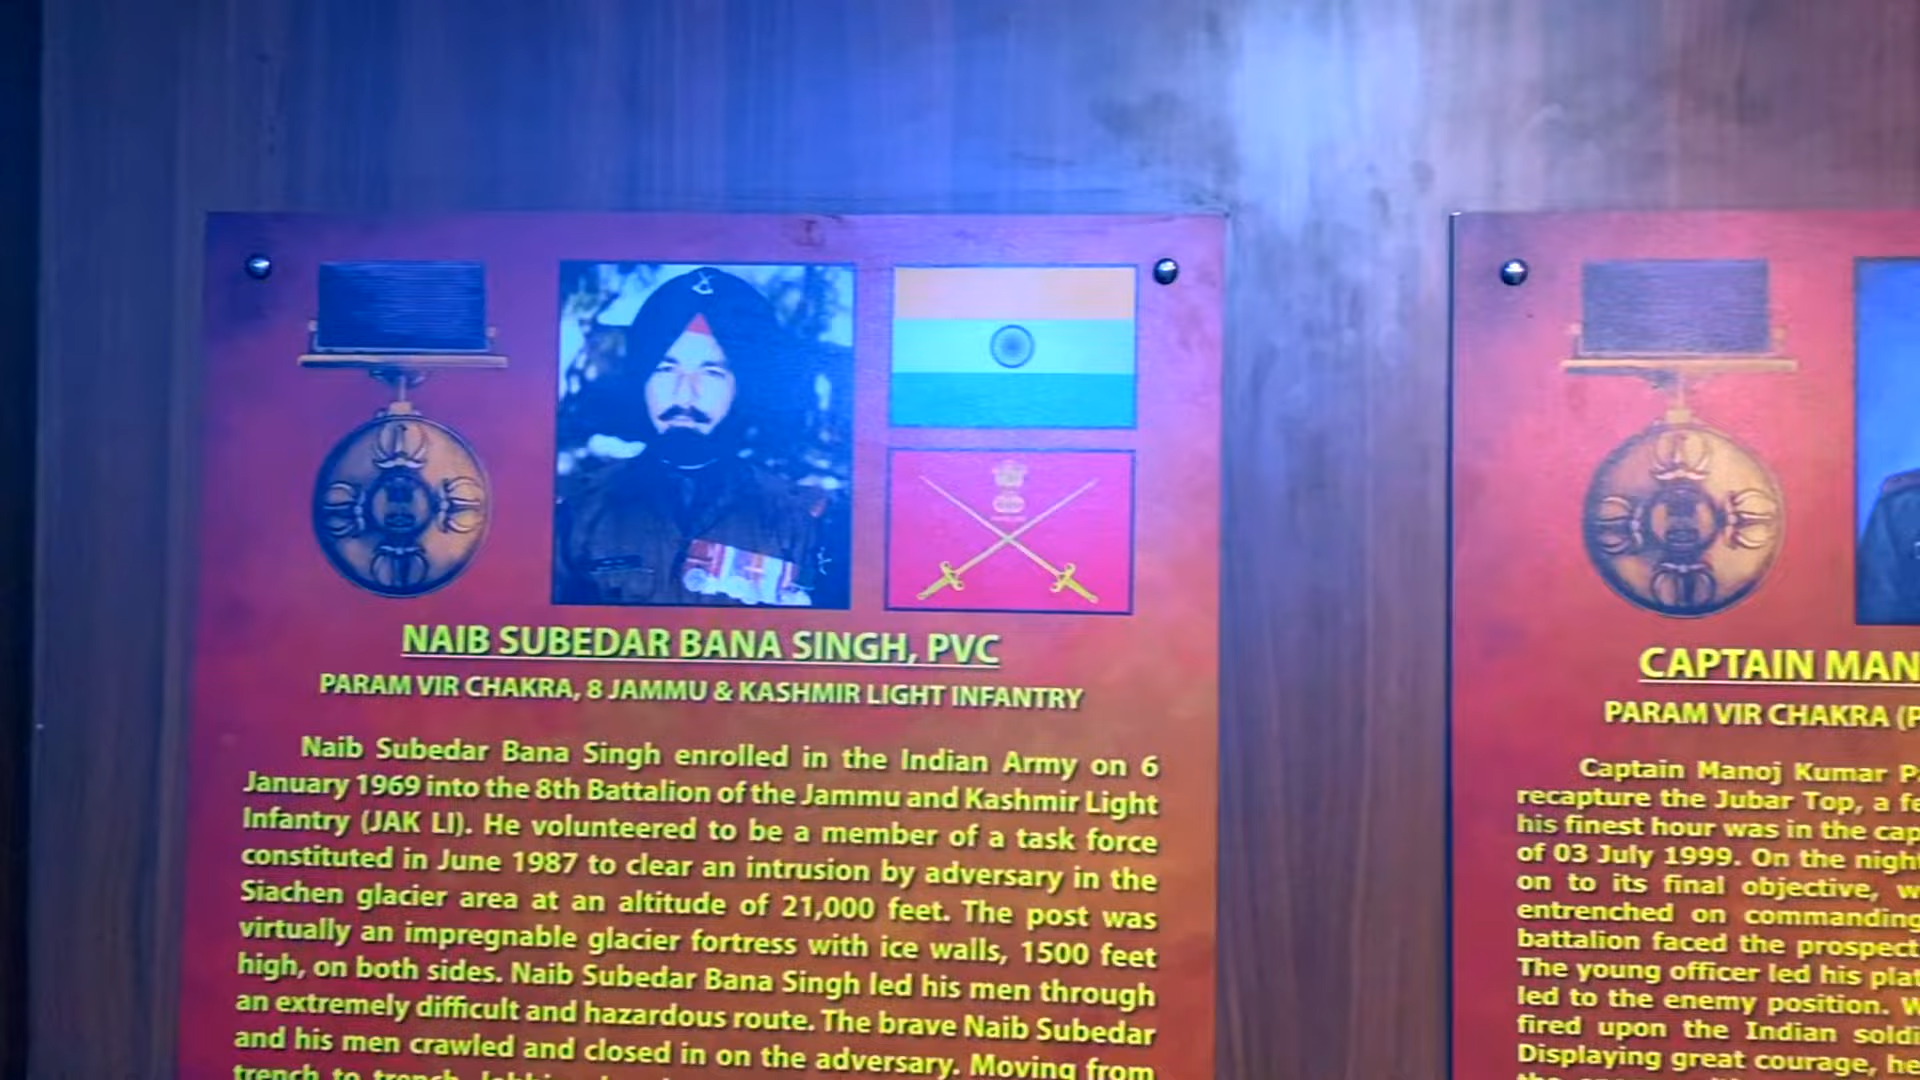 NAIB SUBEDAR BANA SINGH, PVC
PARAM VIR CHAKRA, 8 JAMMU & KASHMIR LIGHT INFANTRY
Naib Subedar Bana Singh enrolled in the Indian Army on 6
January 1969 into the 8th Battalion of the Jammu and Kashmir Light
Infantry (JAK LI). He volunteered to be a member of a task force
constituted in June 1987 to clear an intrusion by adversary in the
Siachen glacier area at an altitude of 21,000 feet. The post was
virtually an impregnable glacier fortress with ice walls, 1500 feet
high, on both sides. Naib Subedar Bana Singh led his men through
an extremely difficult and hazardous route. The brave Naib Subedar
and his men crawled and closed in on the adversary. Moving from
trench to trench,
CAPTAIN MAN
PARAM VIR CHAKRA (P
Captain Manoj Kumar P
recapture the Jubar Top, a fe
his finest hour was in the cap
of 03 July 1999. On the night
on to its final objective, w
entrenched on commanding
battalion faced the prospect
The young officer led his plat
led to the enemy position. W
fired upon the Indian soldi
Displaying great courage, he